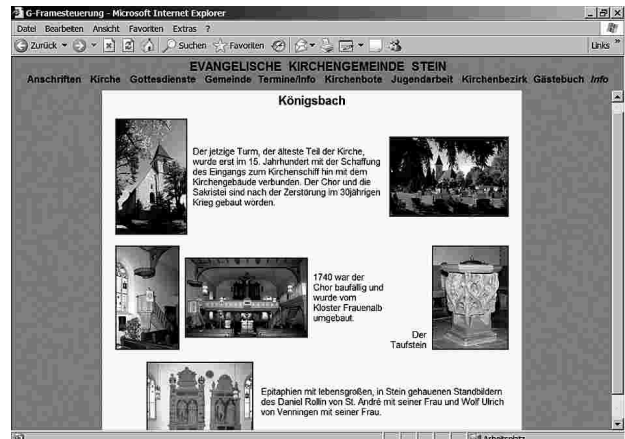 G-Framesteuerung - Microsoft Internet Explorer
Datei Bearbeiten Ansicht Favoriten Extras ?
Zurück Suchen Favoriten Links
EVANGELISCHE KIRCHENGEMEINDE STEIN
Anschriften Kirche Gottesdienste Gemeinde Termine/Info Kirchenbote Jugendarbeit Kirchenbezirk Gästebuch Info
Königsbach
Der jetzige Turm, der älteste Teil der Kirche,
wurde erst im 15. Jahrhundert mit der Schaffung
des Eingangs zum Kirchenschiff hin mit dem
Kirchengebäude verbunden. Der Chor und die
Sakristei sind nach der Zerstörung im 30jährigen
Krieg gebaut worden.
1740 war der
Chor baufällig und
wurde vom
Kloster Frauenalb
umgebaut.
Der
Taufstein
Epitaphien mit lebensgroßen, in Stein gehauenen Standbildern
des Daniel Rollin von St. André mit seiner Frau und Wolf Ulrich
von Venningen mit seiner Frau.
Arbeitsplatz